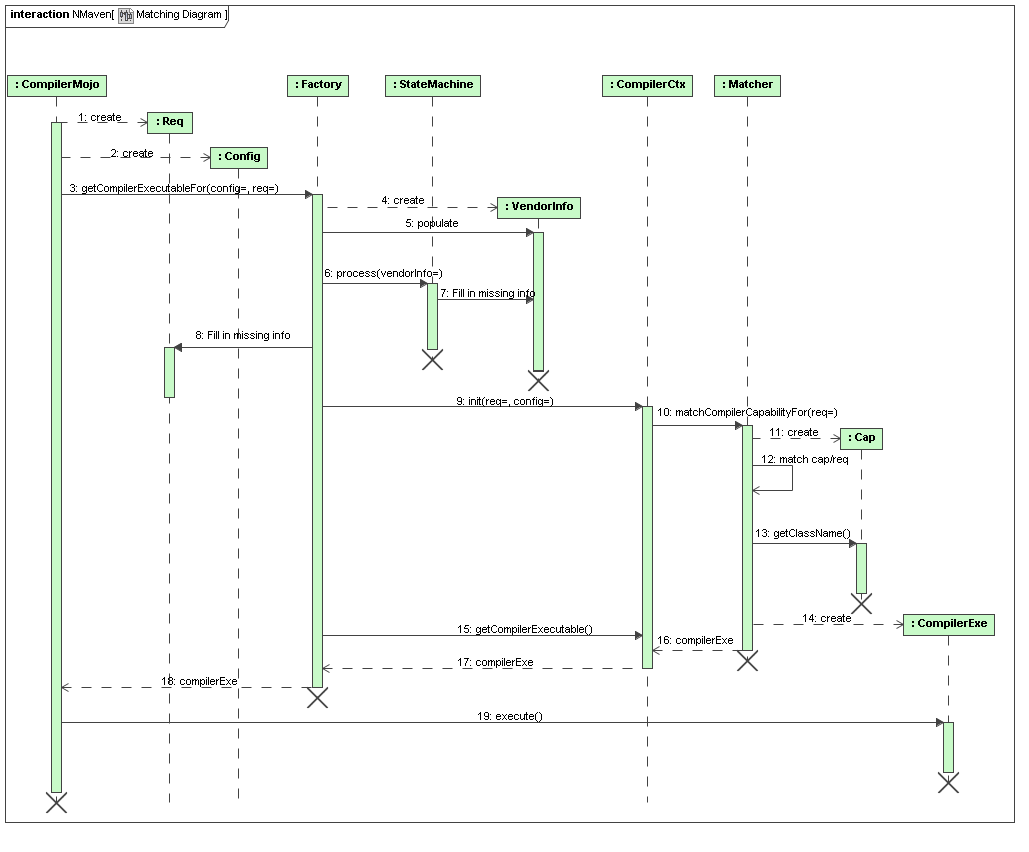 interaction NMaven[ Matching Diagram ]
: CompilerMojo
: Factory
: StateMachine
: CompilerCtx
: Matcher
1: create
: Req
2: create
: Config
3: getCompilerExecutableFor(config=, req=)
4: create
: VendorInfo
5: populate
6: process(vendorInfo=)
7: Fill in missing info
8: Fill in missing info
9: init(req=, config=)
10: matchCompilerCapabilityFor(req=)
11: create
: Cap
12: match cap/req
13: getClassName()
14: create
: CompilerExe
15: getCompilerExecutable()
16: compilerExe
17: compilerExe
18: compilerExe
19: execute()